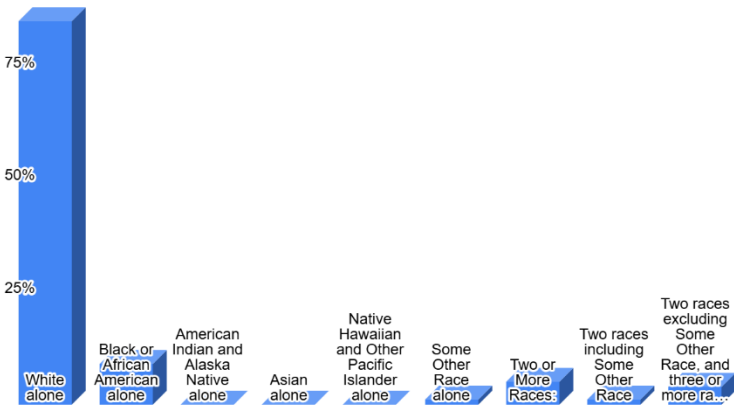 75%
50%
25%
White
alone
Black or
African
American
alone
American
Indian and
Alaska
Native
alone
Asian
alone
Native
Hawaiian
and Other
Pacific
Islander
alone
Some
Other
Race
alone
Two or
More
Races:
Two races
including
Some
Other
Race
Two races
excluding
Some
Other
Race, and
three or
more ra…